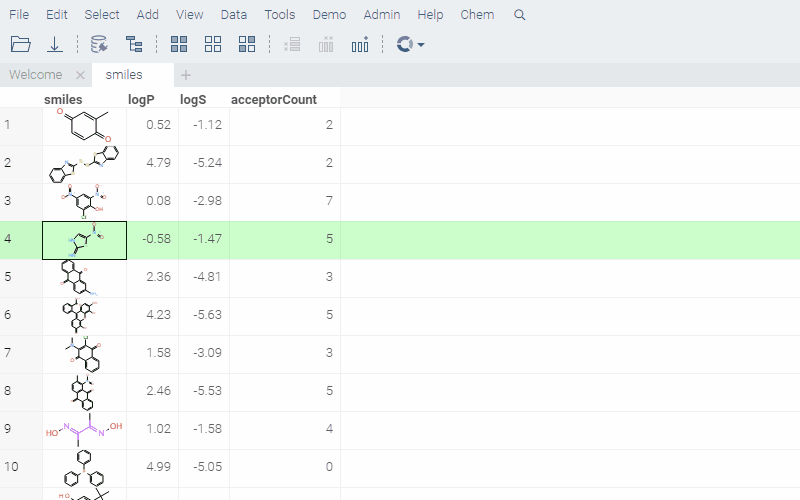 File Edit Select Add View Data Tools Demo Admin Help Chem
Welcome × smiles +
smiles logP logS acceptorCount
1 O O 0.52 -1.12 2
2 4.79 -5.24 2
3 0.08 -2.98 7
4 -0.58 -1.47 5
5 2.36 -4.81 3
6 4.23 -5.63 5
7 1.58 -3.09 3
8 2.46 -5.53 5
9 HO N N OH 1.02 -1.58 4
10 4.99 -5.05 0
HO